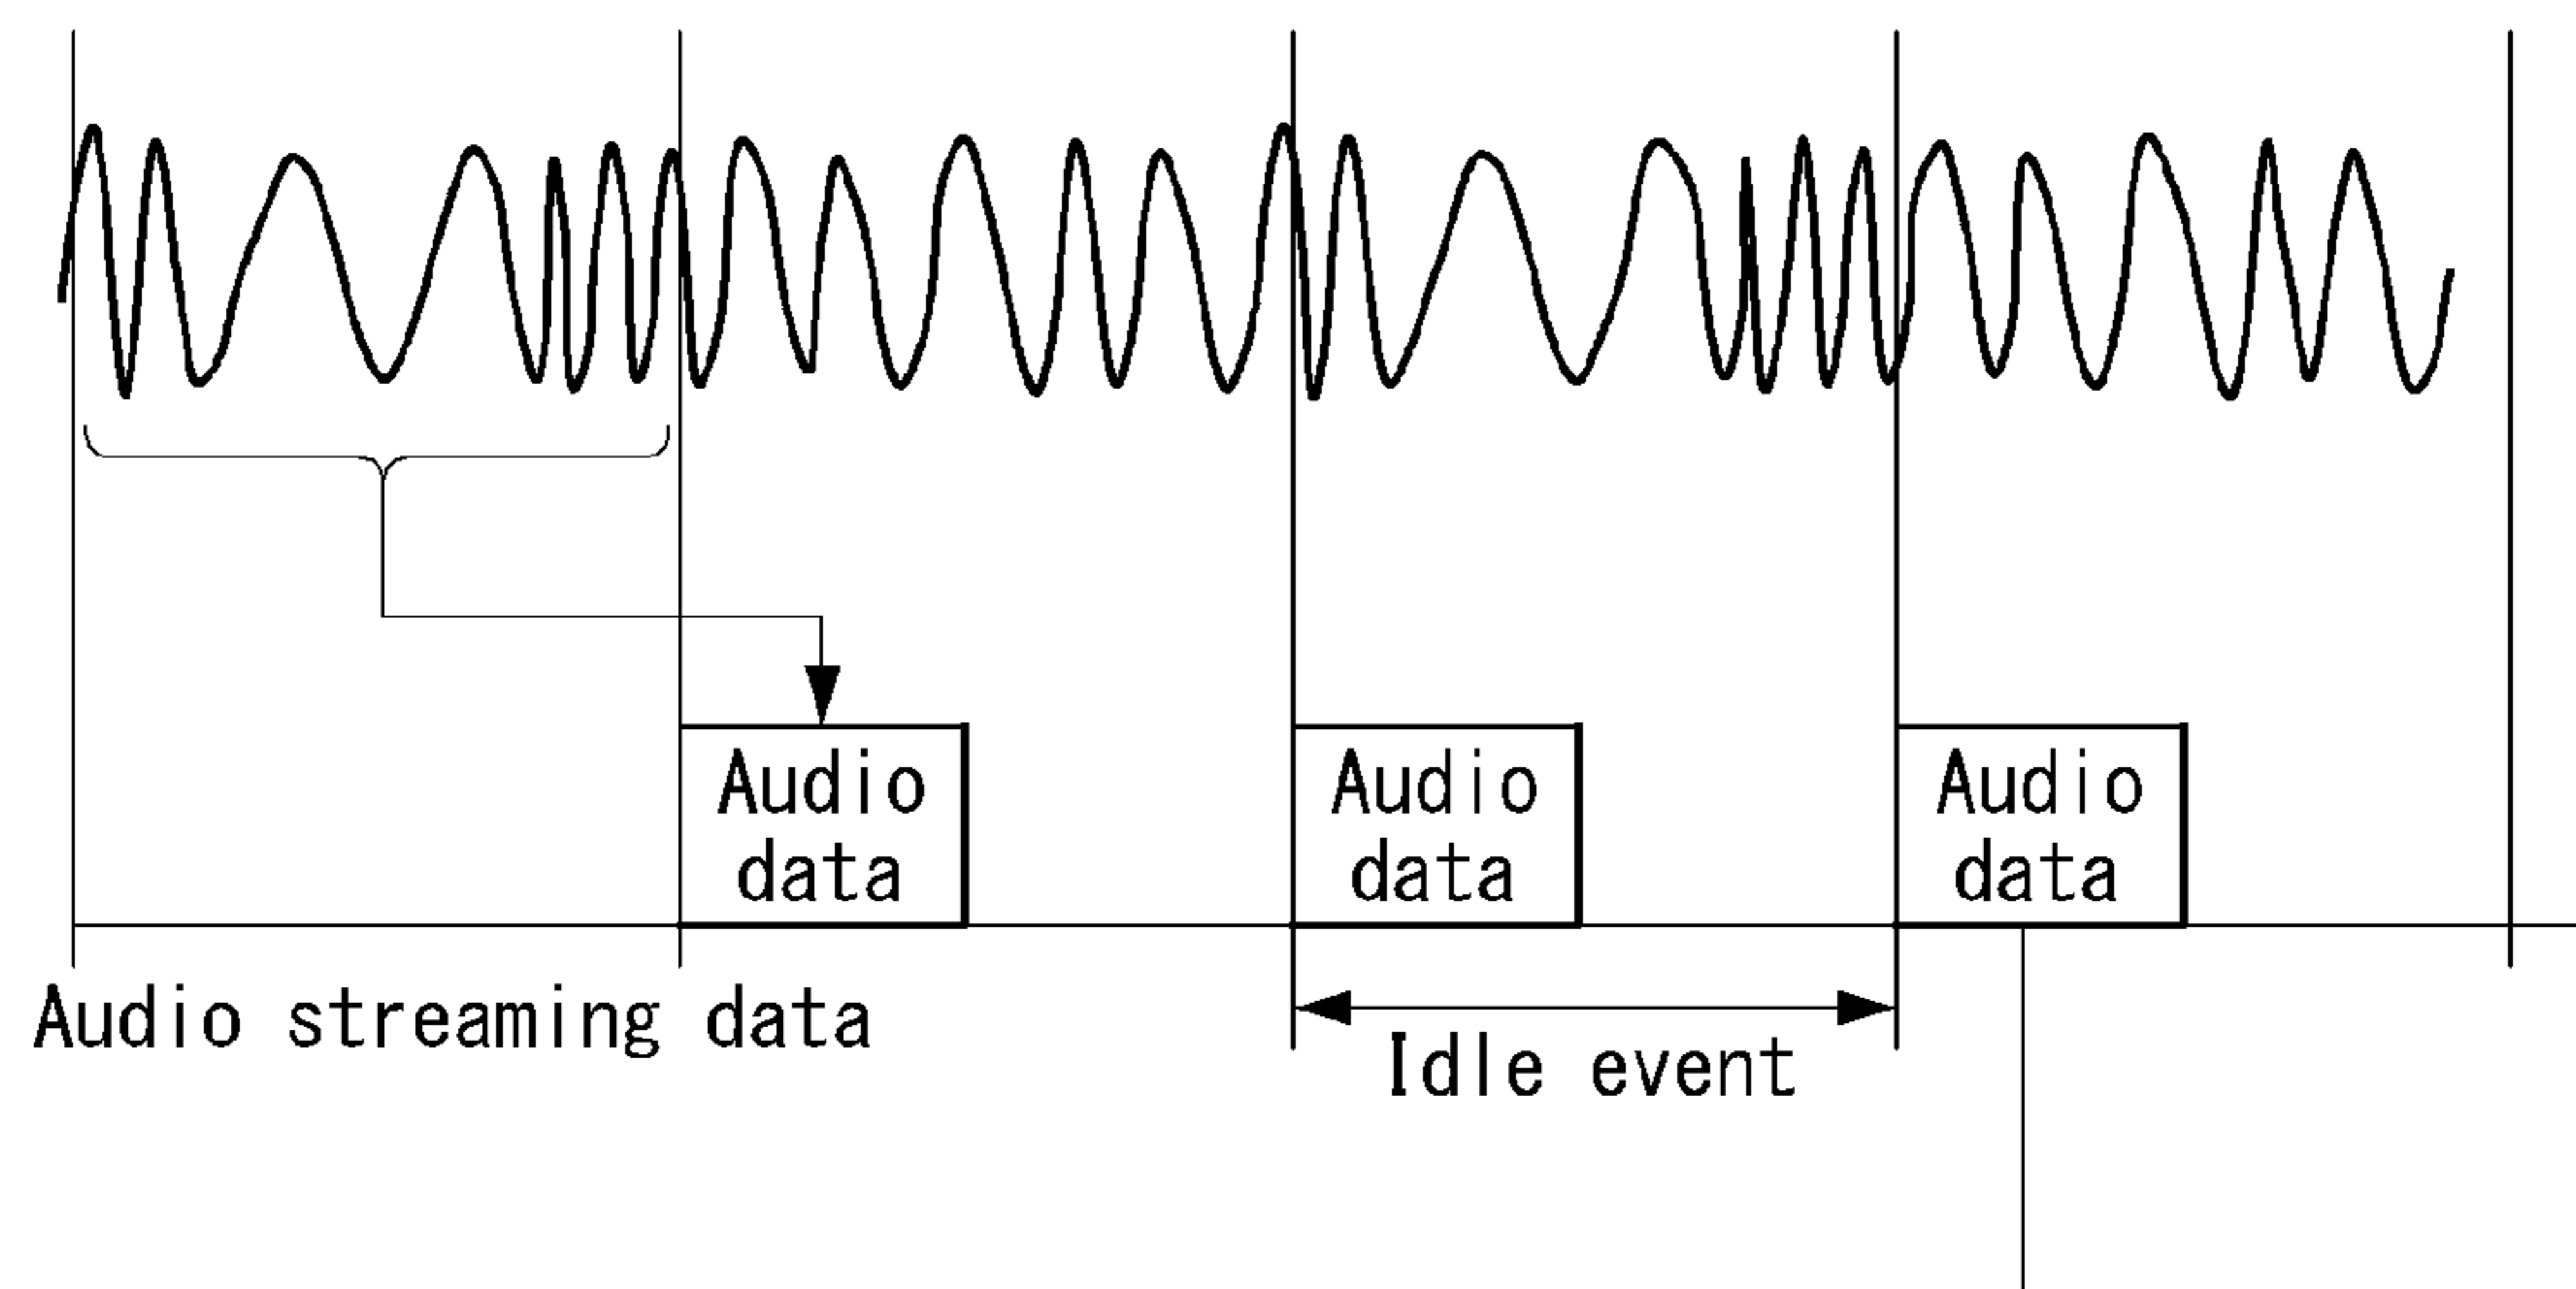 Audio
data
Audio
data
Audio
data
Audio streaming data
Idle event